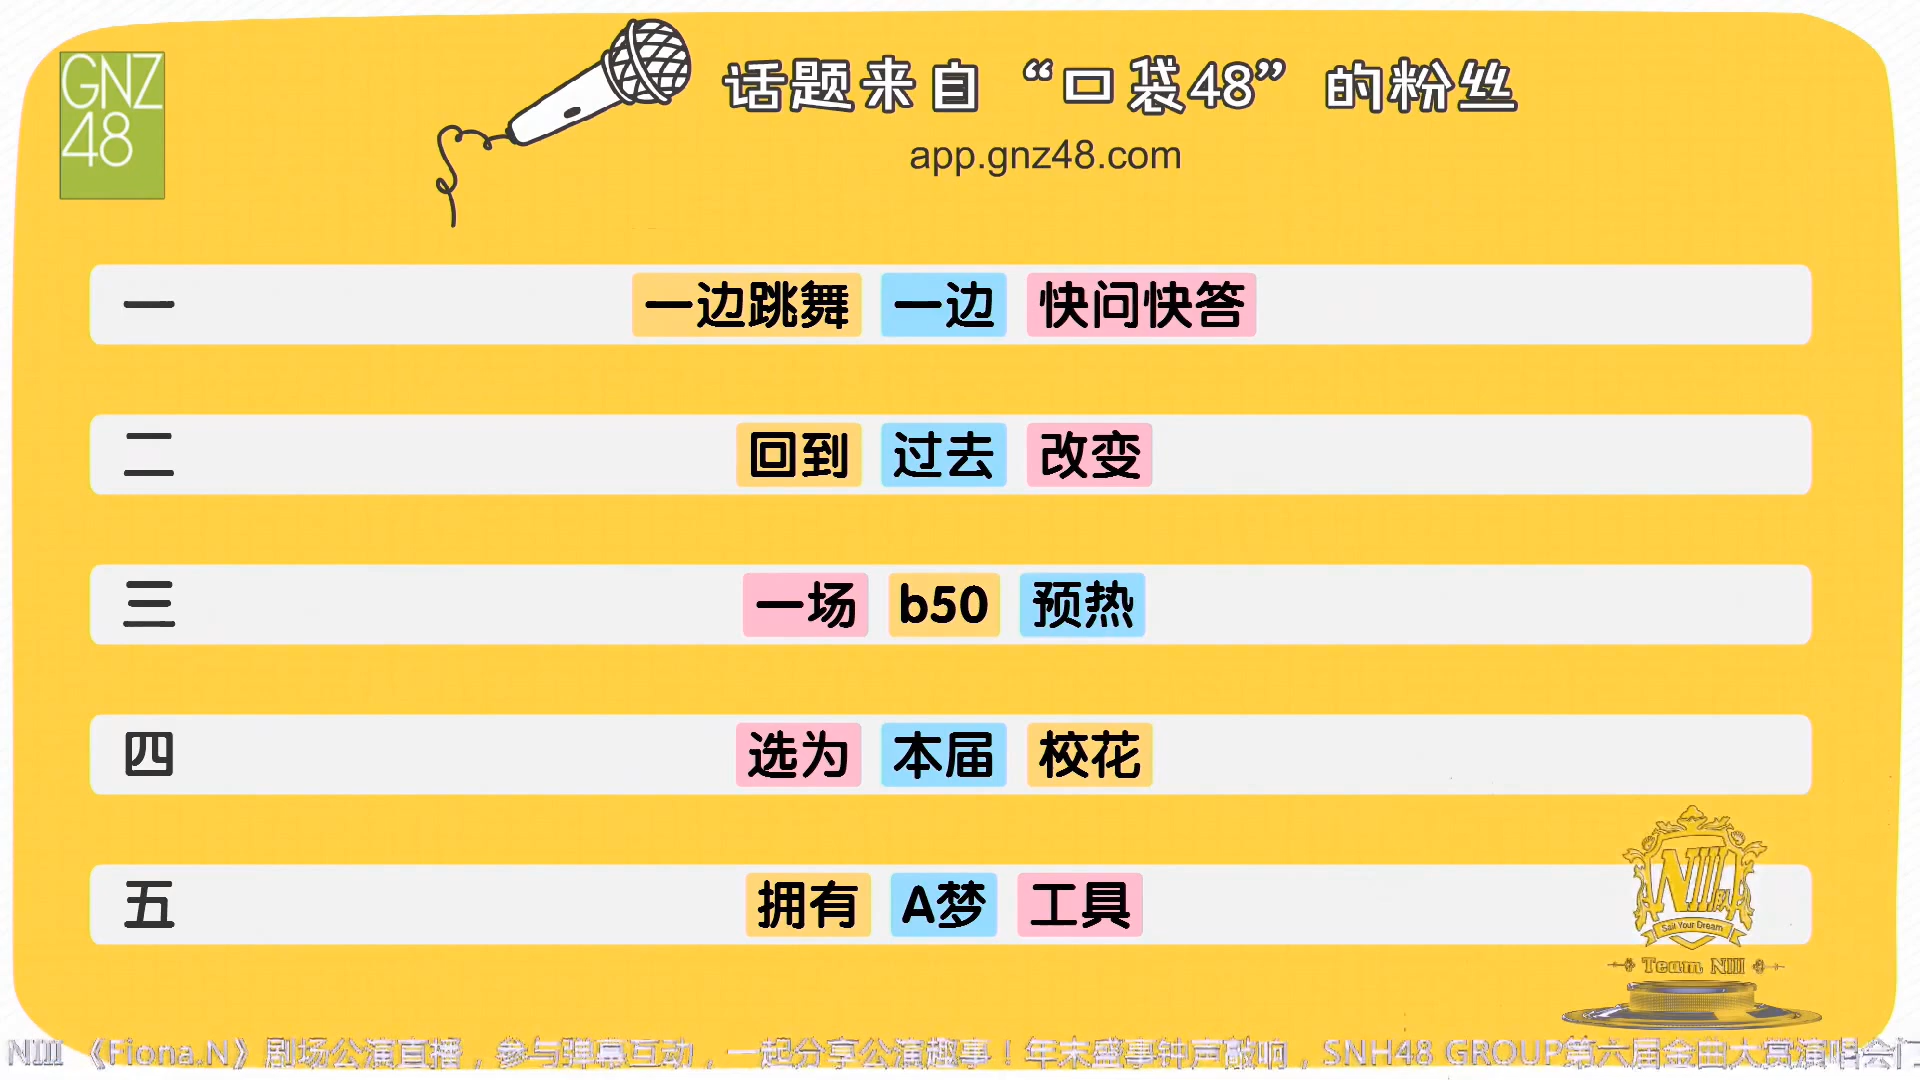 GNZ
48
话题来自“口袋48”的粉丝
app.gnz48.com
一 一边跳舞 一边 快问快答
二 回到 过去 改变
三 一场 b50 预热
四 选为 本届 校花
五 拥有 A梦 工具
NIII
Sail Your Dream
Team NIII
NIII 《Fiona.N》剧场公演直播，参与弹幕互动，一起分享公演趣事！年末盛事钟声敲响，SNH48 GROUP第六届金曲大赏演唱会门